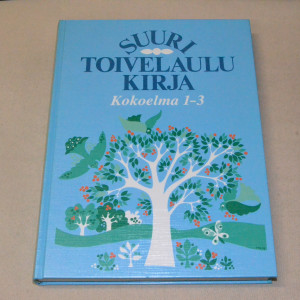 SUURI
TOIVELAULU
KIRJA
Kokoelma 1-3